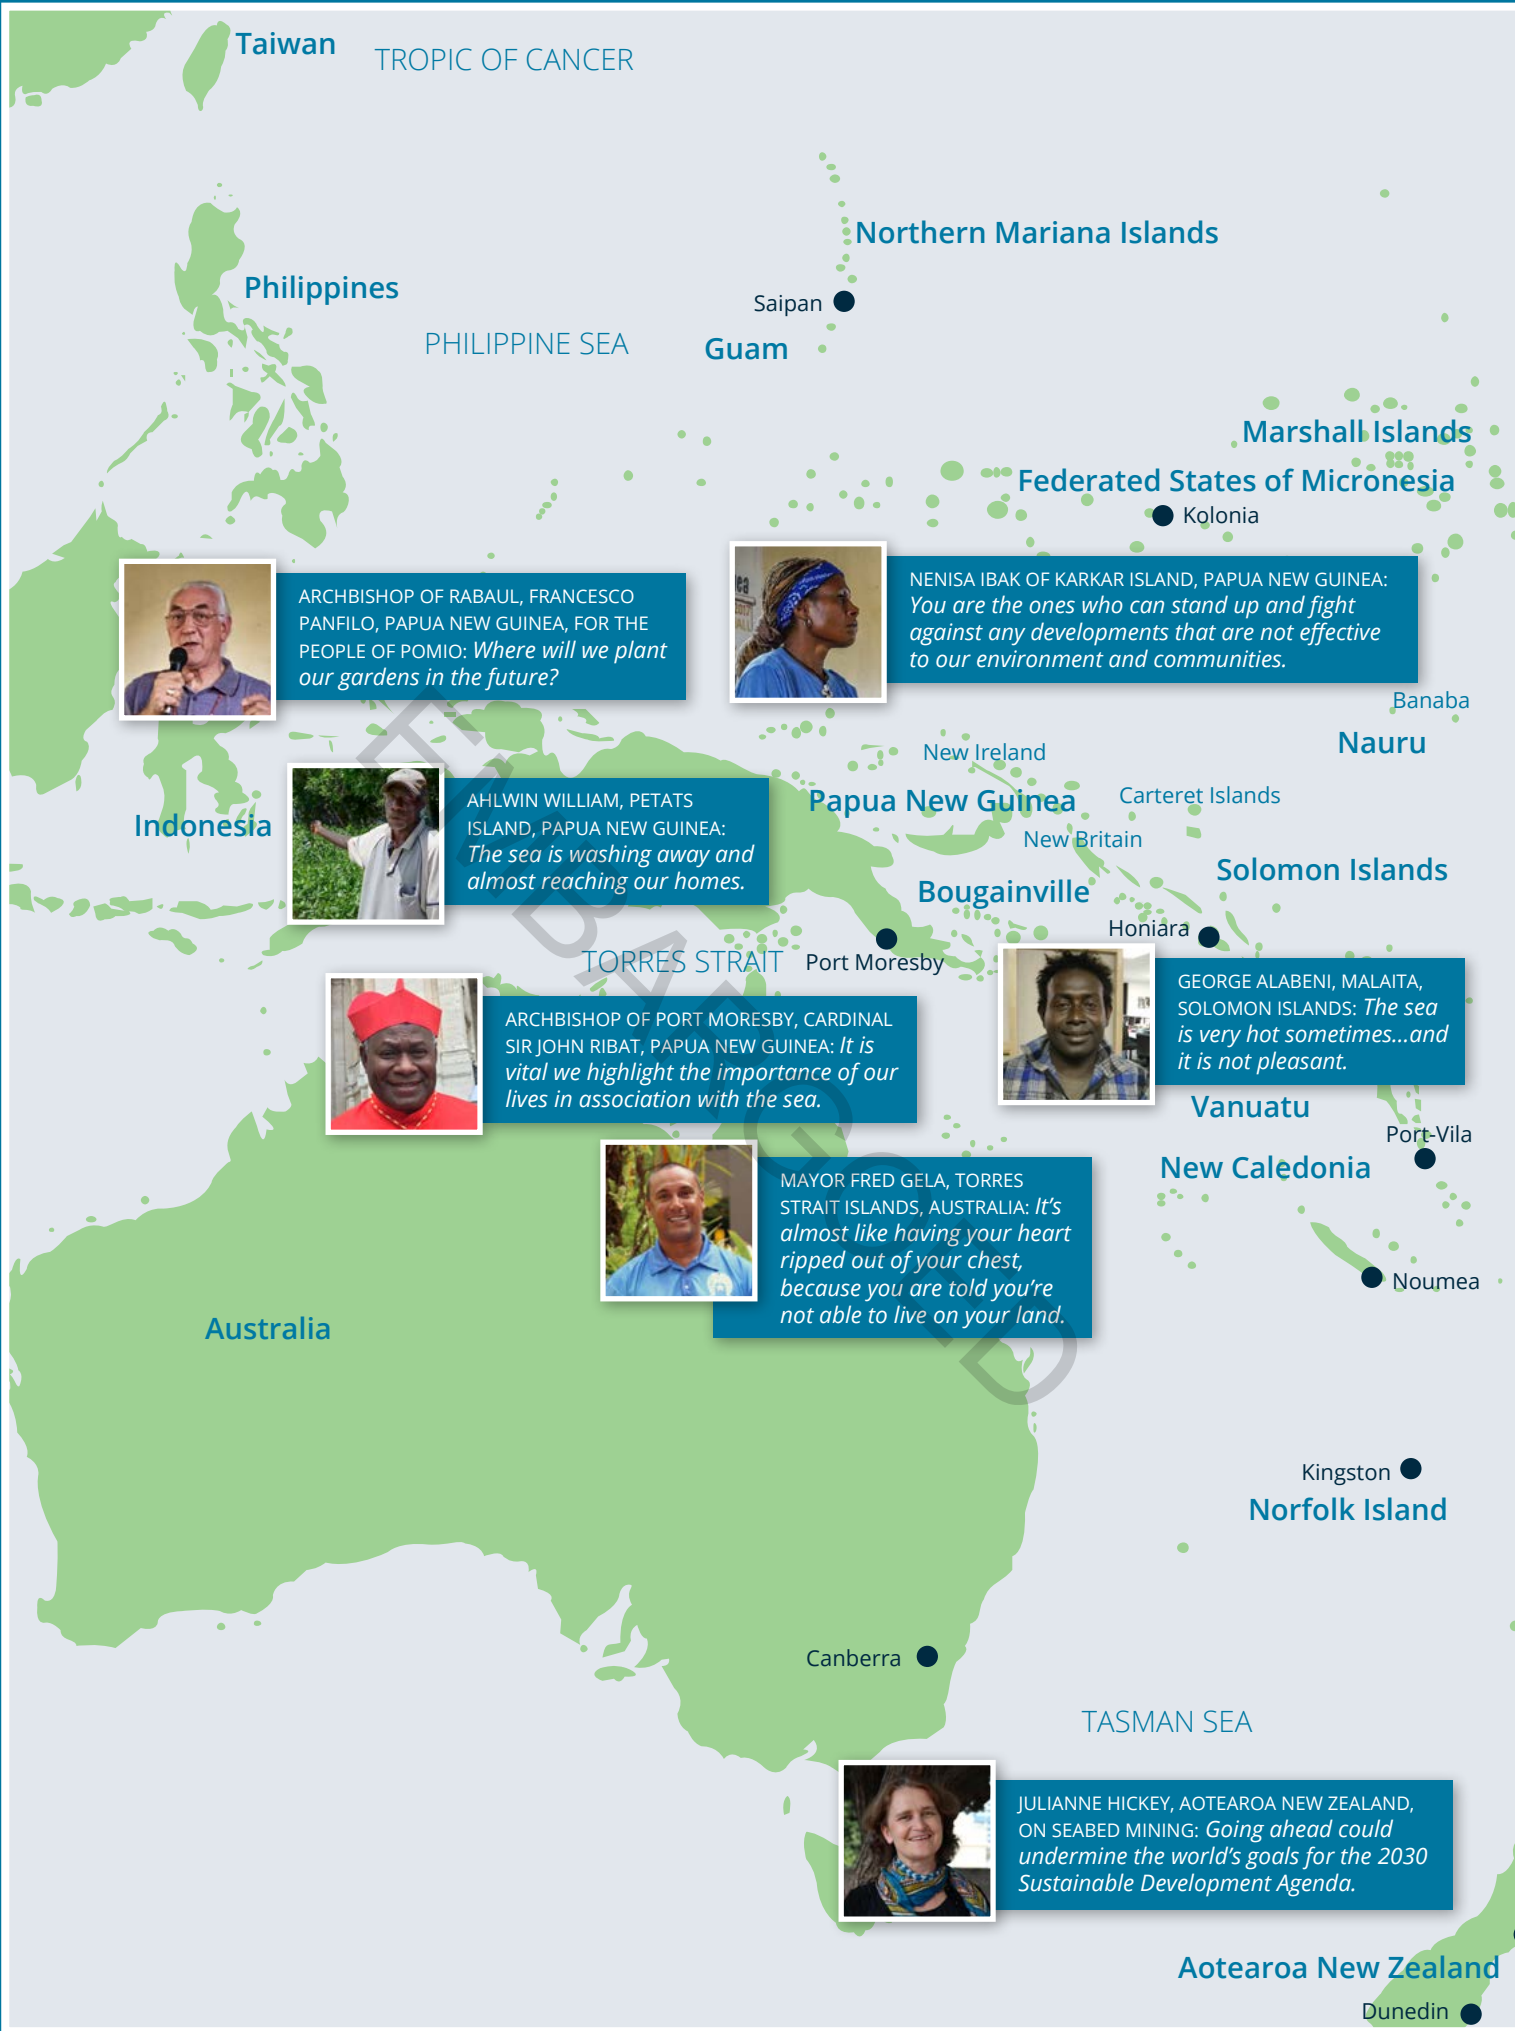 Taiwan
TROPIC OF CANCER
Northern Mariana Islands
Philippines
Saipan
PHILIPPINE SEA
Guam
Marshall Islands
Federated States of Micronesia
Kolonia
ARCHBISHOP OF RABAUL, FRANCESCO
PANFILO, PAPUA NEW GUINEA, FOR THE
PEOPLE OF POMIO: Where will we plant
our gardens in the future?
NENISA IBAK OF KARKAR ISLAND, PAPUA NEW GUINEA:
You are the ones who can stand up and fight
against any developments that are not effective
to our environment and communities.
Banaba
Nauru
New Ireland
Papua New Guinea
Carteret Islands
New Britain
Indonesia
AHLWIN WILLIAM, PETATS
ISLAND, PAPUA NEW GUINEA:
The sea is washing away and
almost reaching our homes.
Solomon Islands
Bougainville
Honiara
TORRES STRAIT
Port Moresby
ARCHBISHOP OF PORT MORESBY, CARDINAL
SIR JOHN RIBAT, PAPUA NEW GUINEA: It is
vital we highlight the importance of our
lives in association with the sea.
GEORGE ALABENI, MALAITA,
SOLOMON ISLANDS: The sea
is very hot sometimes...and
it is not pleasant.
Vanuatu
Port-Vila
New Caledonia
MAYOR FRED GELA, TORRES
STRAIT ISLANDS, AUSTRALIA: It's
almost like having your heart
ripped out of your chest,
because you are told you're
not able to live on your land.
Noumea
Australia
Kingston
Norfolk Island
Canberra
TASMAN SEA
JULIANNE HICKEY, AOTEAROA NEW ZEALAND,
ON SEABED MINING: Going ahead could
undermine the world's goals for the 2030
Sustainable Development Agenda.
Aotearoa New Zealand
Dunedin